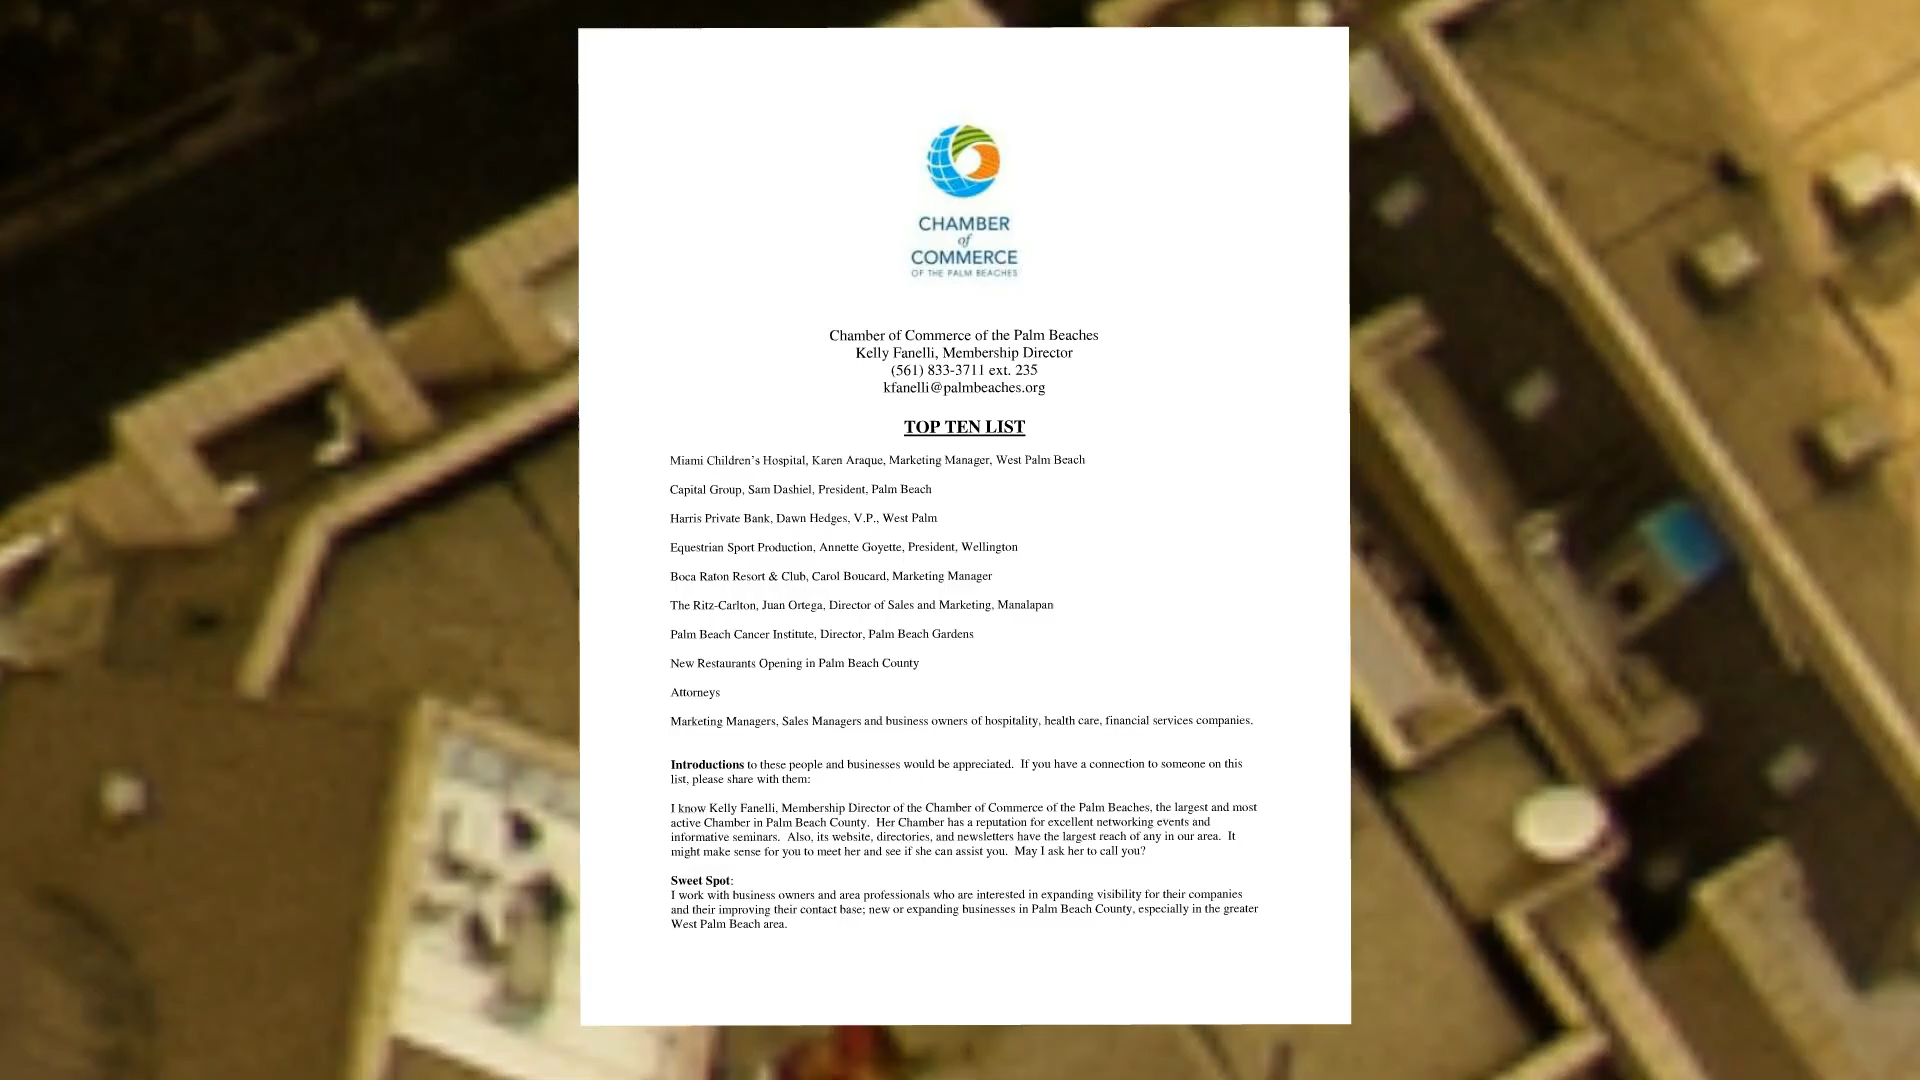 CHAMBER
of
COMMERCE
OF THE PALM BEACHES
Chamber of Commerce of the Palm Beaches
Kelly Fanelli, Membership Director
(561) 833-3711 ext. 235
kfanelli@palmbeaches.org
TOP TEN LIST
Miami Children’s Hospital, Karen Araque, Marketing Manager, West Palm Beach
Capital Group, Sam Dashiel, President, Palm Beach
Harris Private Bank, Dawn Hedges, V.P., West Palm
Equestrian Sport Production, Annette Goyette, President, Wellington
Boca Raton Resort & Club, Carol Boucard, Marketing Manager
The Ritz-Carlton, Juan Ortega, Director of Sales and Marketing, Manalapan
Palm Beach Cancer Institute, Director, Palm Beach Gardens
New Restaurants Opening in Palm Beach County
Attorneys
Marketing Managers, Sales Managers and business owners of hospitality, health care, financial services companies.
Introductions to these people and businesses would be appreciated.  If you have a connection to someone on this
list, please share with them:
I know Kelly Fanelli, Membership Director of the Chamber of Commerce of the Palm Beaches, the largest and most
active Chamber in Palm Beach County.  Her Chamber has a reputation for excellent networking events and
informative seminars.  Also, its website, directories, and newsletters have the largest reach of any in our area.  It
might make sense for you to meet her and see if she can assist you.  May I ask her to call you?
Sweet Spot:
I work with business owners and area professionals who are interested in expanding visibility for their companies
and their improving their contact base; new or expanding businesses in Palm Beach County, especially in the greater
West Palm Beach area.